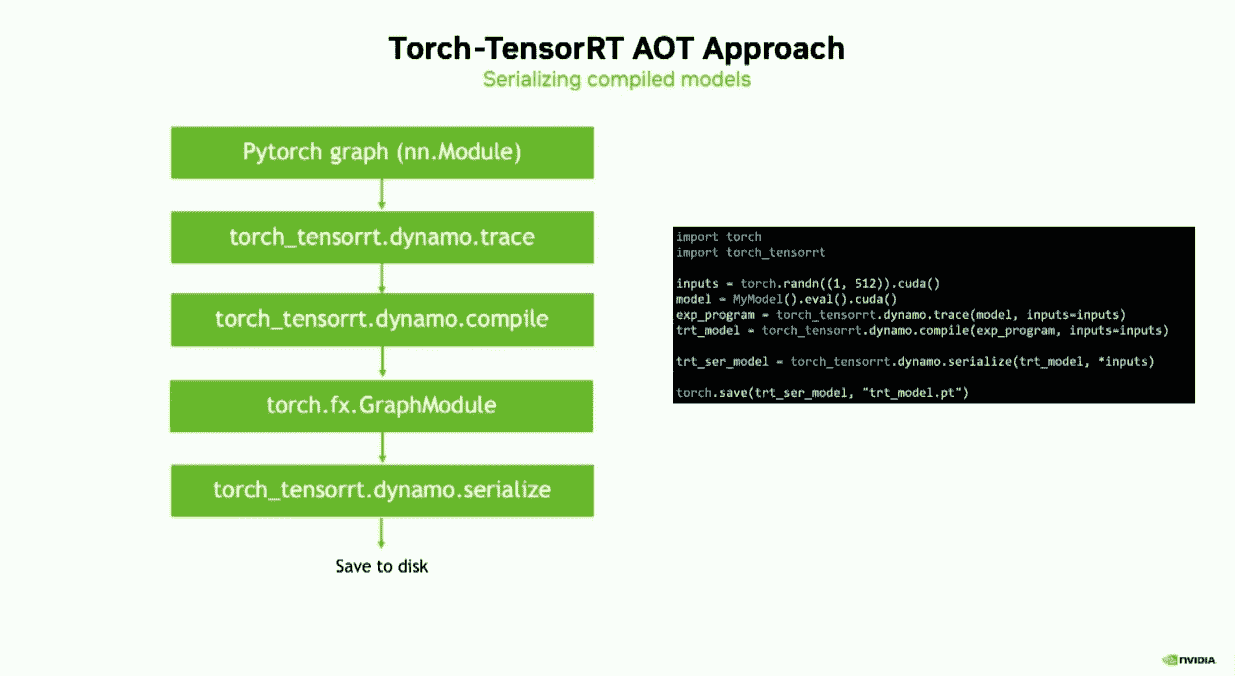 Torch-TensorRT AOT Approach
Serializing compiled models
Pytorch graph (nn.Module)
torch_tensorrt.dynamo.trace
torch_tensorrt.dynamo.compile
torch.fx.GraphModule
torch_tensorrt.dynamo.serialize
Save to disk
import torch
import torch_tensorrt
inputs = torch.randn((1, 512)).cuda()
model = MyModel().eval().cuda()
exp_program = torch_tensorrt.dynamo.trace(model, inputs=inputs)
trt_model = torch_tensorrt.dynamo.compile(exp_program, inputs=inputs)
trt_ser_model = torch_tensorrt.dynamo.serialize(trt_model, *inputs)
torch.save(trt_ser_model, "trt_model.pt")
NVIDIA